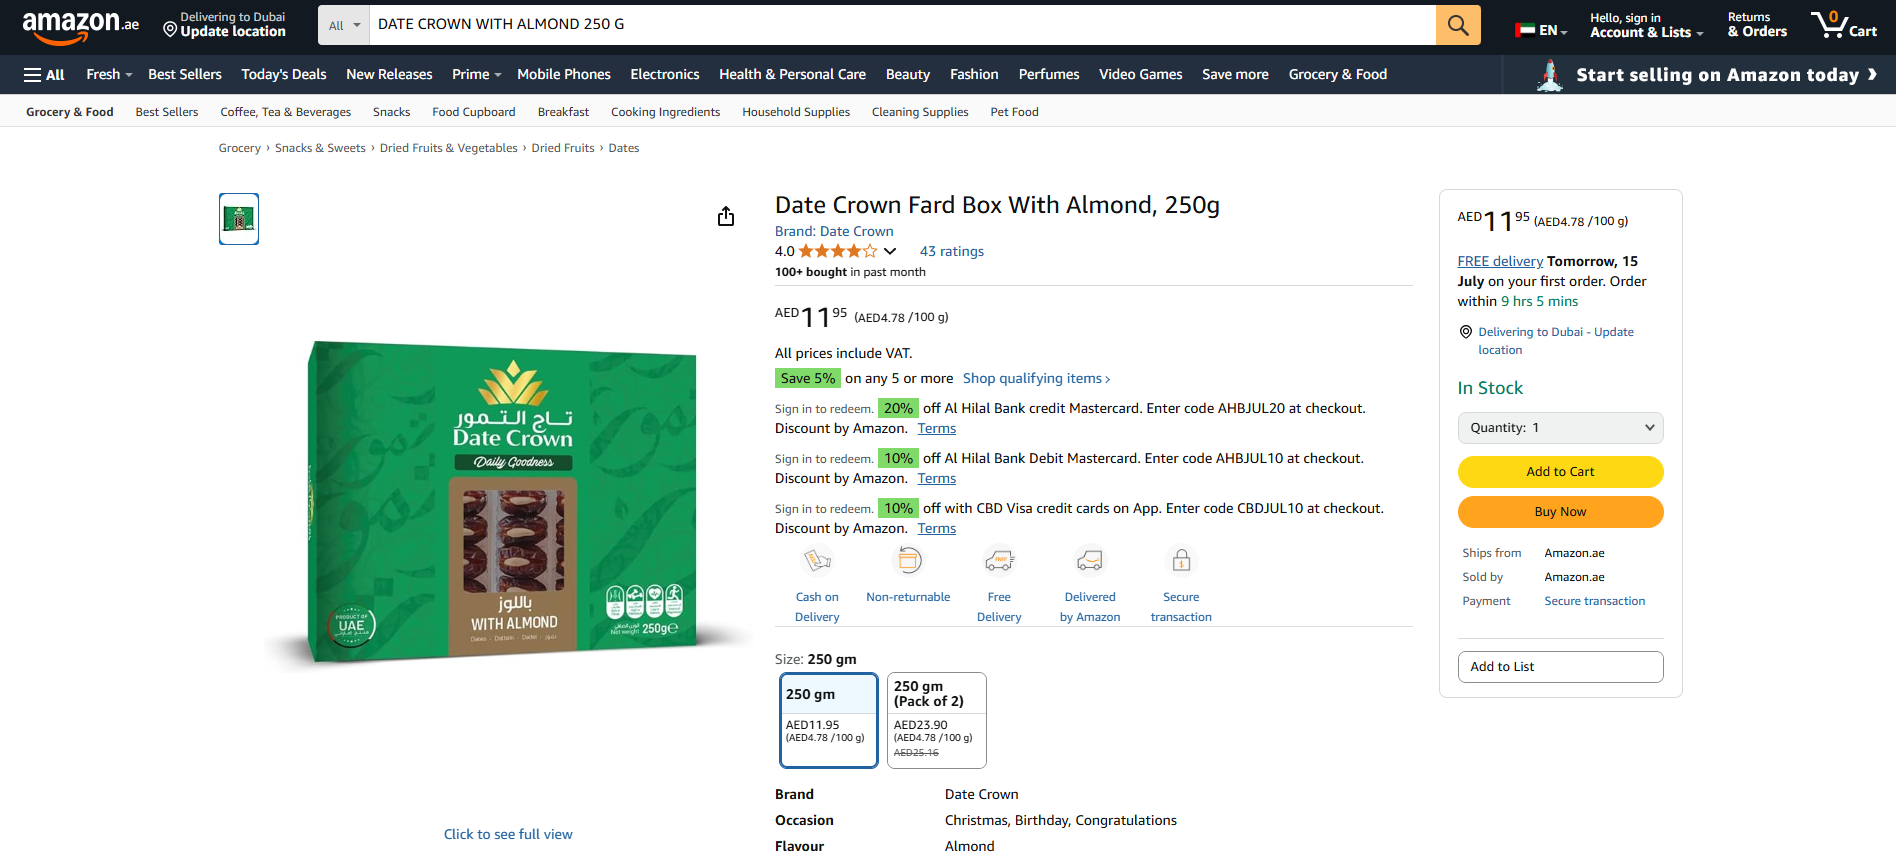 amazon.ae
Delivering to Dubai
Update location
All
DATE CROWN WITH ALMOND 250 G
EN
Hello, sign in
Account & Lists
Returns
& Orders
0
Cart
All
Fresh
Best Sellers
Today's Deals
New Releases
Prime
Mobile Phones
Electronics
Health & Personal Care
Beauty
Fashion
Perfumes
Video Games
Save more
Grocery & Food
Start selling on Amazon today ❯
Grocery & Food
Best Sellers
Coffee, Tea & Beverages
Snacks
Food Cupboard
Breakfast
Cooking Ingredients
Household Supplies
Cleaning Supplies
Pet Food
Grocery › Snacks & Sweets › Dried Fruits & Vegetables › Dried Fruits › Dates
تاج التمور
Date Crown
Daily Goodness
باللوز
WITH ALMOND
PRODUCT OF
UAE
Net weight 250g℮
Click to see full view
Date Crown Fard Box With Almond, 250g
Brand: Date Crown
4.0
43 ratings
100+ bought in past month
AED 11 95 (AED4.78 /100 g)
All prices include VAT.
Save 5% on any 5 or more Shop qualifying items ›
Sign in to redeem. 20% off Al Hilal Bank credit Mastercard. Enter code AHBJUL20 at checkout.
Discount by Amazon. Terms
Sign in to redeem. 10% off Al Hilal Bank Debit Mastercard. Enter code AHBJUL10 at checkout.
Discount by Amazon. Terms
Sign in to redeem. 10% off with CBD Visa credit cards on App. Enter code CBDJUL10 at checkout.
Discount by Amazon. Terms
Cash on
Delivery
Non-returnable
Free
Delivery
Delivered
by Amazon
Secure
transaction
Size: 250 gm
250 gm
AED11.95
(AED4.78 /100 g)
250 gm
(Pack of 2)
AED23.90
(AED4.78 /100 g)
AED25.16
Brand Date Crown
Occasion Christmas, Birthday, Congratulations
Flavour Almond
AED 11 95 (AED4.78 /100 g)
FREE delivery Tomorrow, 15
July on your first order. Order
within 9 hrs 5 mins
Delivering to Dubai - Update
location
In Stock
Quantity: 1
Add to Cart
Buy Now
Ships from Amazon.ae
Sold by Amazon.ae
Payment Secure transaction
Add to List